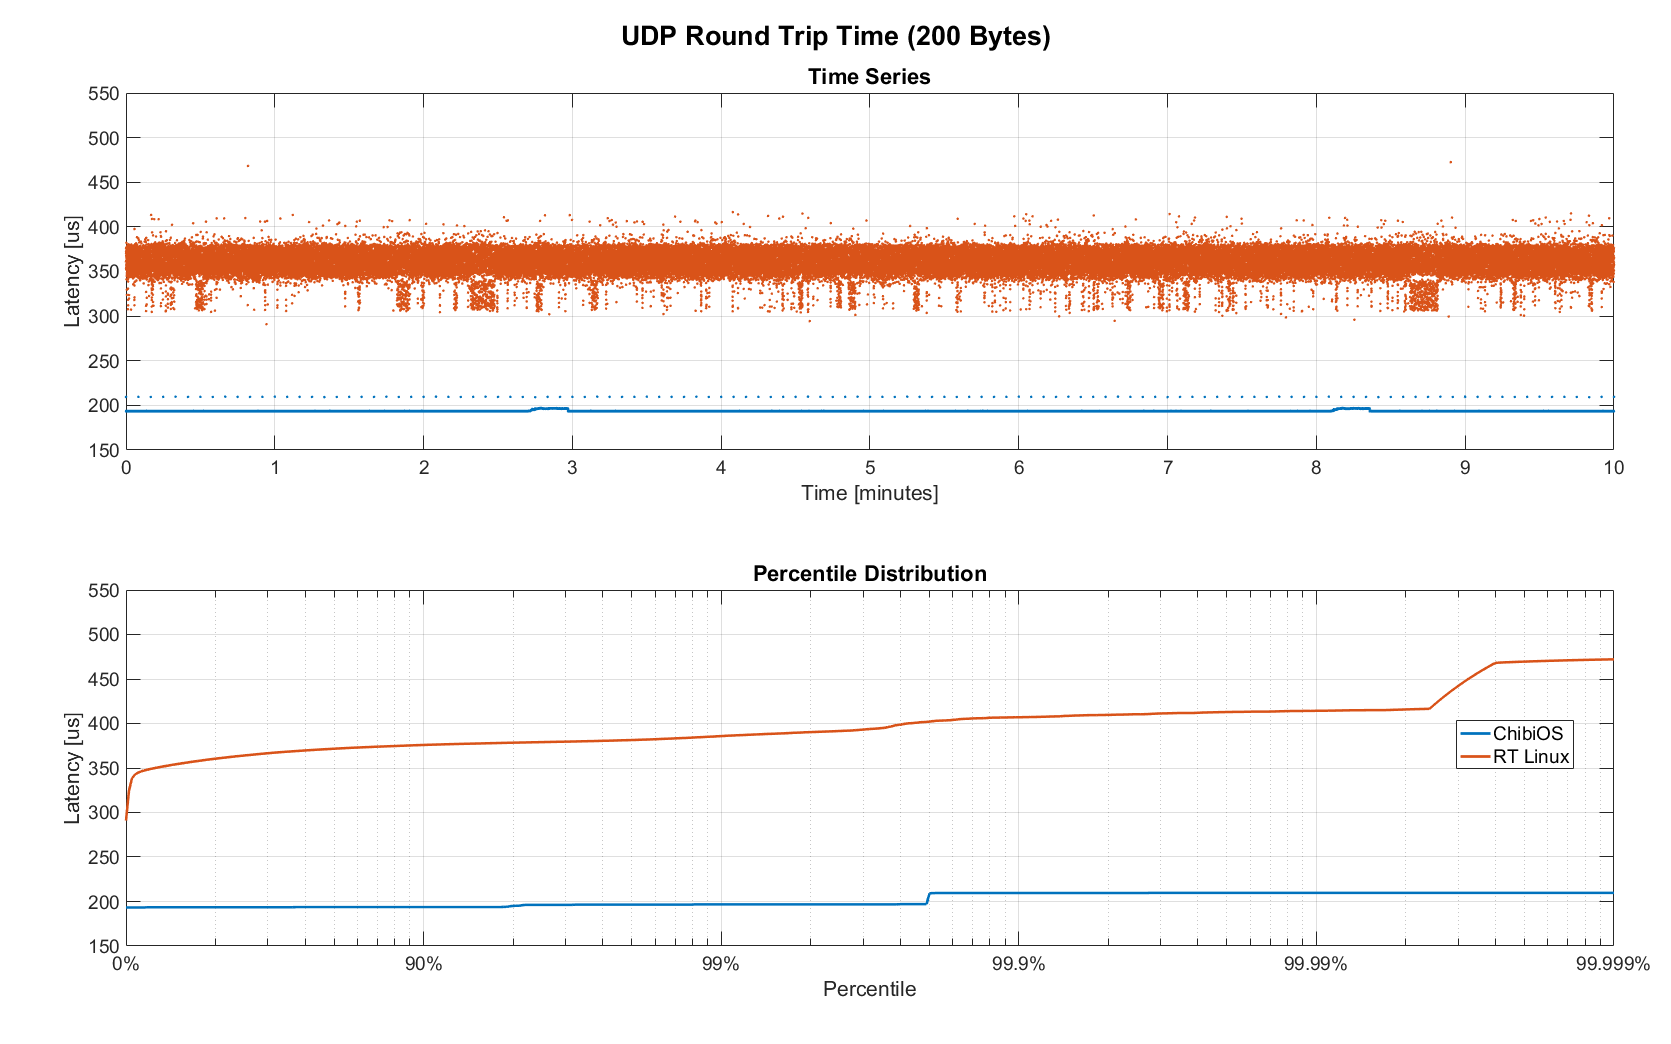 UDP Round Trip Time (200 Bytes)
Time Series
550
500
450
400
350
300
250
200
150
Latency [us]
0 1 2 3 4 5 6 7 8 9 10
Time [minutes]
Percentile Distribution
550
500
450
400
350
300
250
200
150
Latency [us]
ChibiOS
RT Linux
0% 90% 99% 99.9% 99.99% 99.999%
Percentile